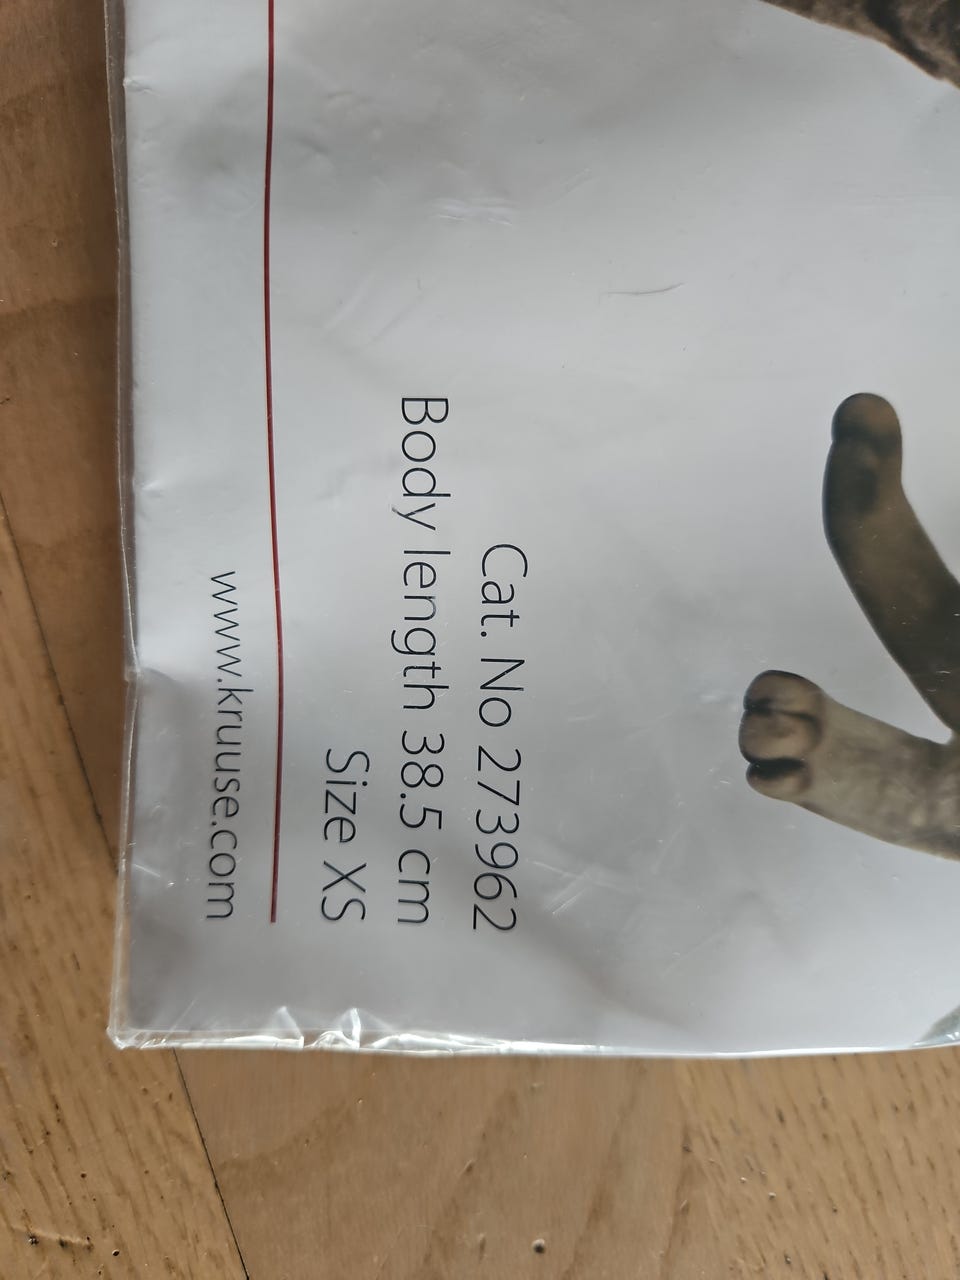 Cat. No 273962
Body length 38.5 cm
Size XS
www.kruuse.com